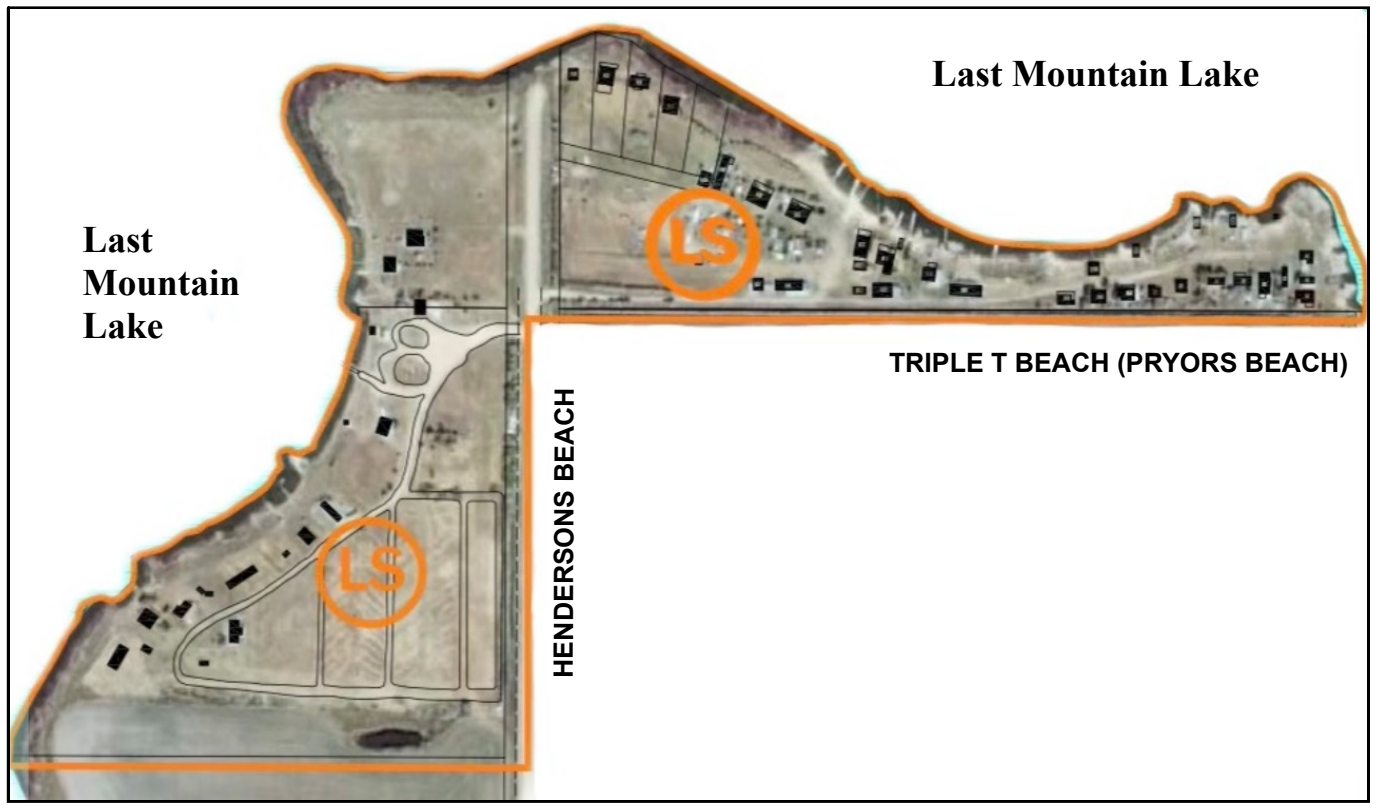 Last Mountain Lake
Last
Mountain
Lake
LS
TRIPLE T BEACH (PRYORS BEACH)
HENDERSONS BEACH
LS